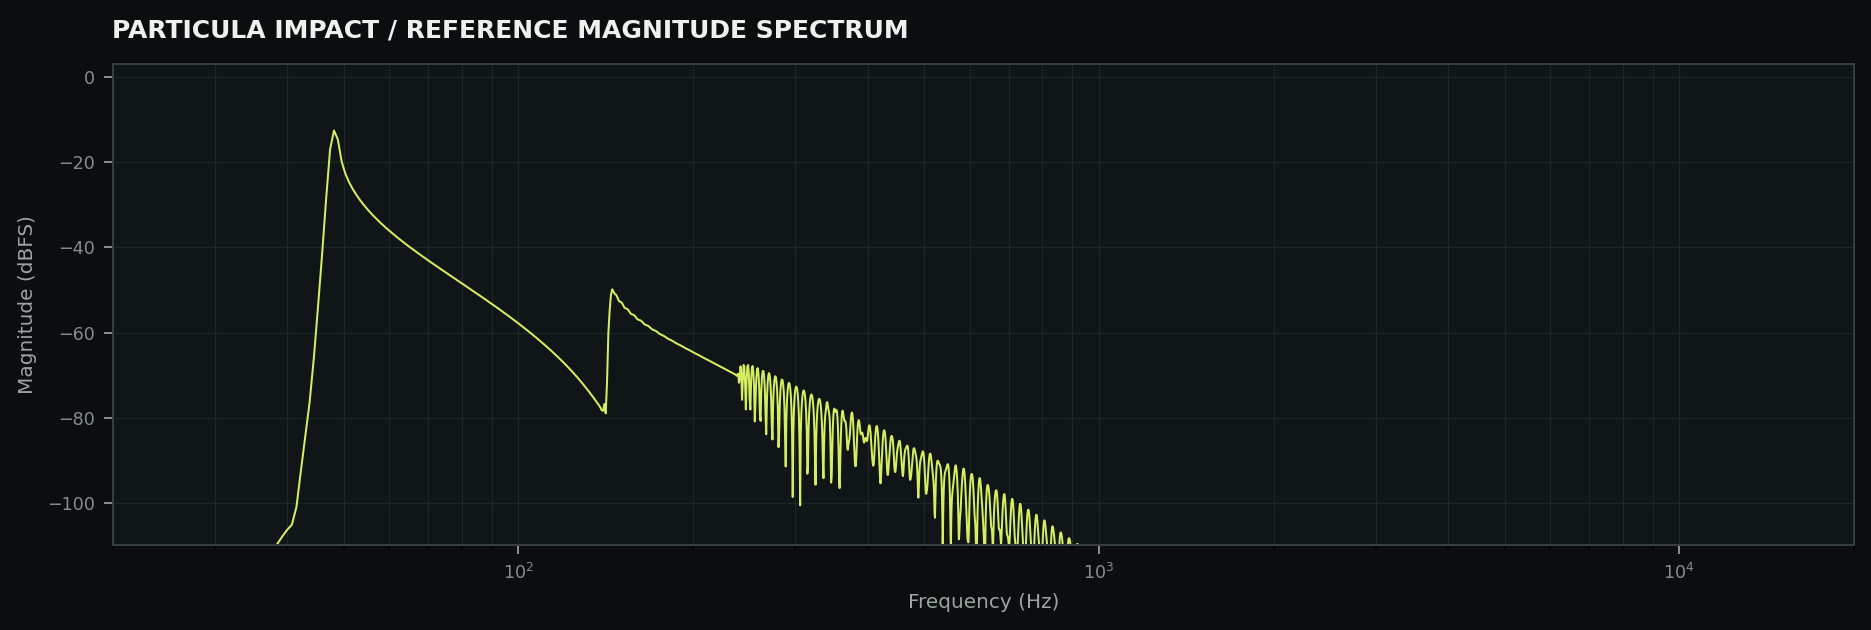 PARTICULA IMPACT / REFERENCE MAGNITUDE SPECTRUM
Magnitude (dBFS)
0
−20
−40
−60
−80
−100
10² 10³ 10⁴
Frequency (Hz)